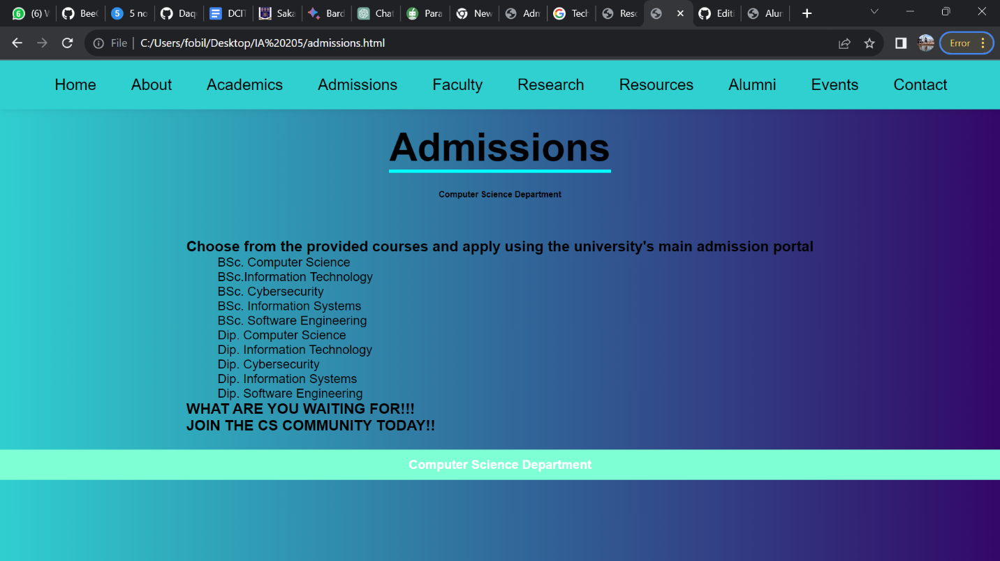 (6) W
BeeC
5 no
Daqu
DCIT
Saka
Bard
Chat
Para
New
Adm
Tech
Reso
Editi
Alum
File
C:/Users/fobil/Desktop/IA%20205/admissions.html
Error
Home About Academics Admissions Faculty Research Resources Alumni Events Contact
Admissions
Computer Science Department
Choose from the provided courses and apply using the university's main admission portal
BSc. Computer Science
BSc.Information Technology
BSc. Cybersecurity
BSc. Information Systems
BSc. Software Engineering
Dip. Computer Science
Dip. Information Technology
Dip. Cybersecurity
Dip. Information Systems
Dip. Software Engineering
WHAT ARE YOU WAITING FOR!!!
JOIN THE CS COMMUNITY TODAY!!
Computer Science Department